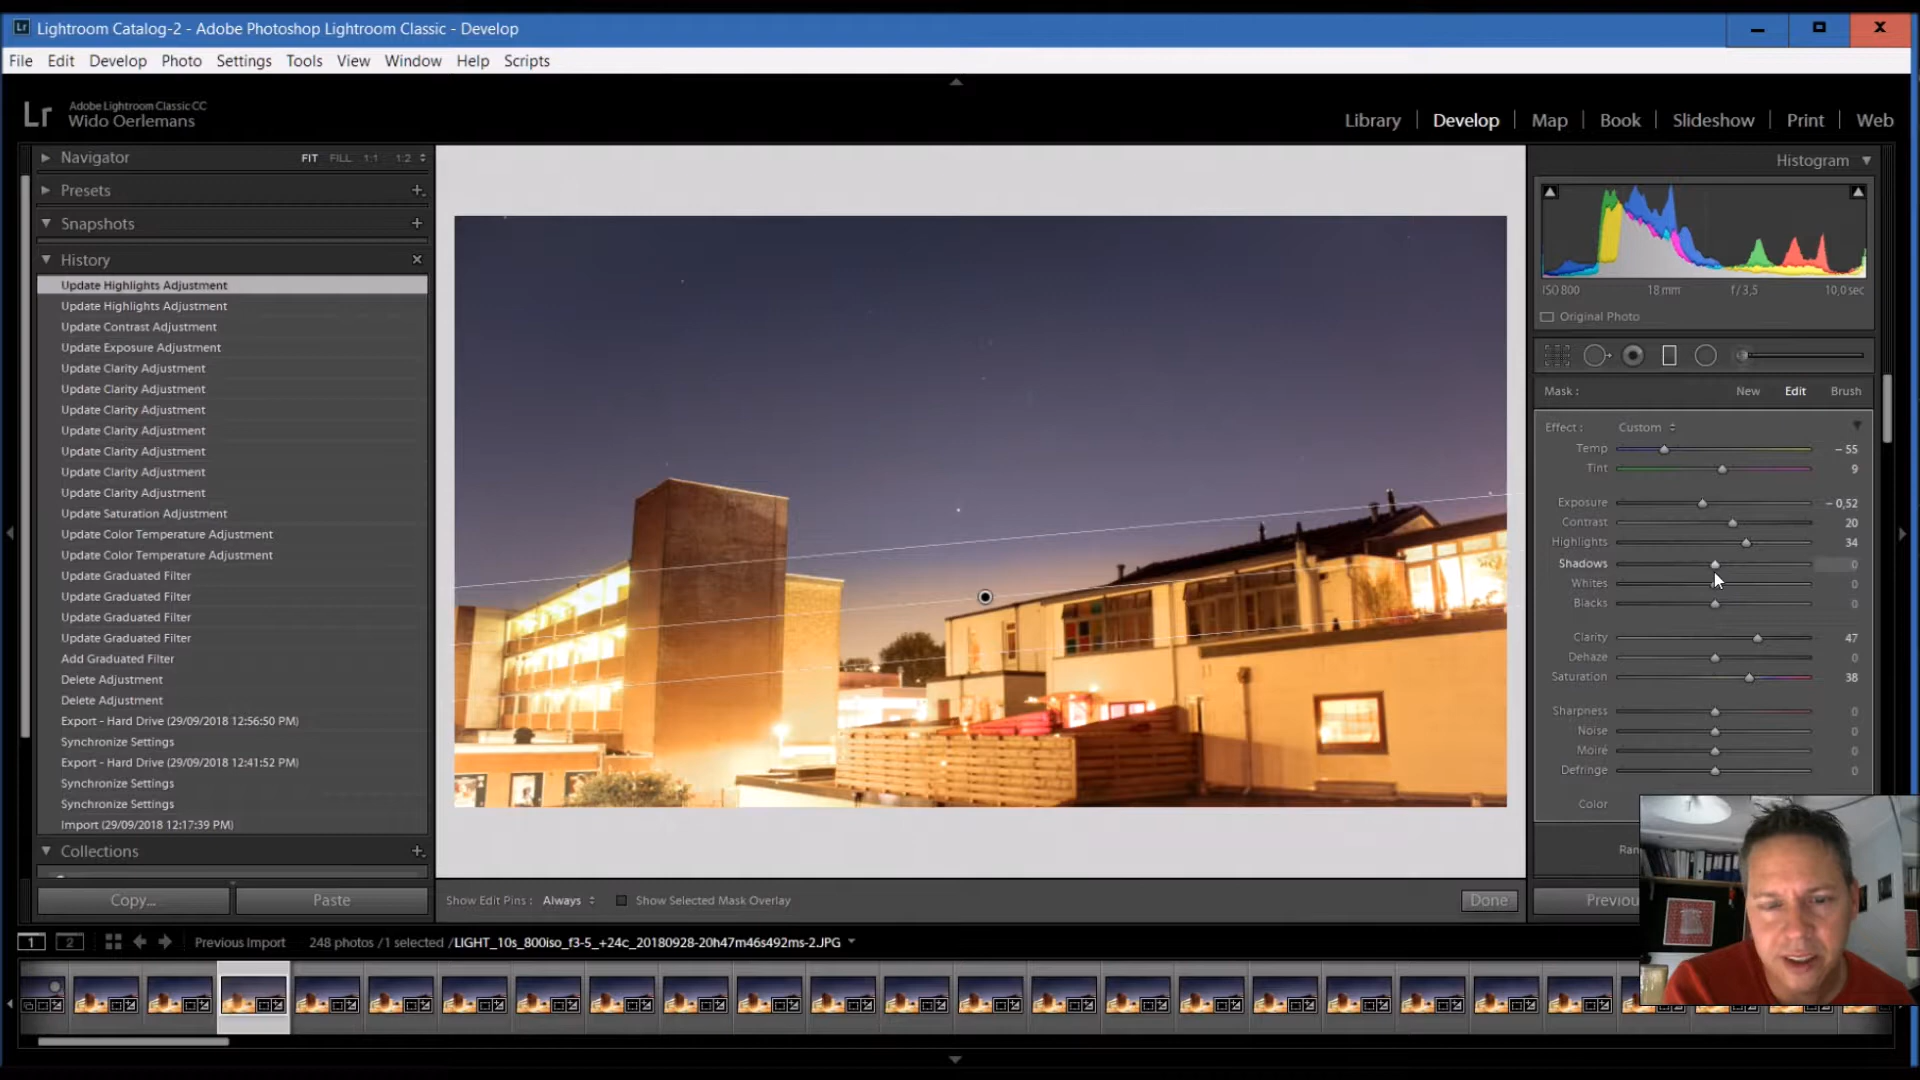 Lightroom Catalog-2 - Adobe Photoshop Lightroom Classic - Develop
File Edit Develop Photo Settings Tools View Window Help Scripts
Lr
Adobe Lightroom Classic CC
Wido Oerlemans
Library | Develop | Map | Book | Slideshow | Print | Web
Navigator FIT FILL 1:1 1:2
Presets
Snapshots
History
Update Highlights Adjustment
Update Highlights Adjustment
Update Contrast Adjustment
Update Exposure Adjustment
Update Clarity Adjustment
Update Clarity Adjustment
Update Clarity Adjustment
Update Clarity Adjustment
Update Clarity Adjustment
Update Clarity Adjustment
Update Clarity Adjustment
Update Saturation Adjustment
Update Color Temperature Adjustment
Update Color Temperature Adjustment
Update Graduated Filter
Update Graduated Filter
Update Graduated Filter
Update Graduated Filter
Add Graduated Filter
Delete Adjustment
Delete Adjustment
Export - Hard Drive (29/09/2018 12:56:50 PM)
Synchronize Settings
Export - Hard Drive (29/09/2018 12:41:52 PM)
Synchronize Settings
Synchronize Settings
Import (29/09/2018 12:17:39 PM)
Collections
Copy... Paste
Histogram
ISO 800 18 mm f / 3,5 10,0 sec
Original Photo
Mask : New Edit Brush
Effect : Custom
Temp - 55
Tint 9
Exposure - 0,52
Contrast 20
Highlights 34
Shadows 0
Whites 0
Blacks 0
Clarity 47
Dehaze 0
Saturation 38
Sharpness 0
Noise 0
Moiré 0
Defringe 0
Color
Show Edit Pins : Always Show Selected Mask Overlay Done
1 2 Previous Import 248 photos / 1 selected / LIGHT_10s_800iso_f3-5_+24c_20180928-20h47m46s492ms-2.JPG